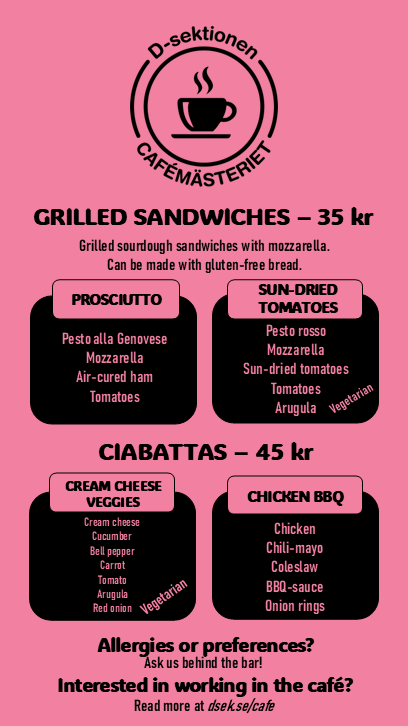 D-sektionen
CAFÉMÄSTERIET
GRILLED SANDWICHES – 35 kr
Grilled sourdough sandwiches with mozzarella.
Can be made with gluten-free bread.
PROSCIUTTO
Pesto alla Genovese
Mozzarella
Air-cured ham
Tomatoes
SUN-DRIED
TOMATOES
Pesto rosso
Mozzarella
Sun-dried tomatoes
Tomatoes
Arugula
Vegetarian
CIABATTAS – 45 kr
CREAM CHEESE
VEGGIES
Cream cheese
Cucumber
Bell pepper
Carrot
Tomato
Arugula
Red onion
Vegetarian
CHICKEN BBQ
Chicken
Chili-mayo
Coleslaw
BBQ-sauce
Onion rings
Allergies or preferences?
Ask us behind the bar!
Interested in working in the café?
Read more at dsek.se/cafe